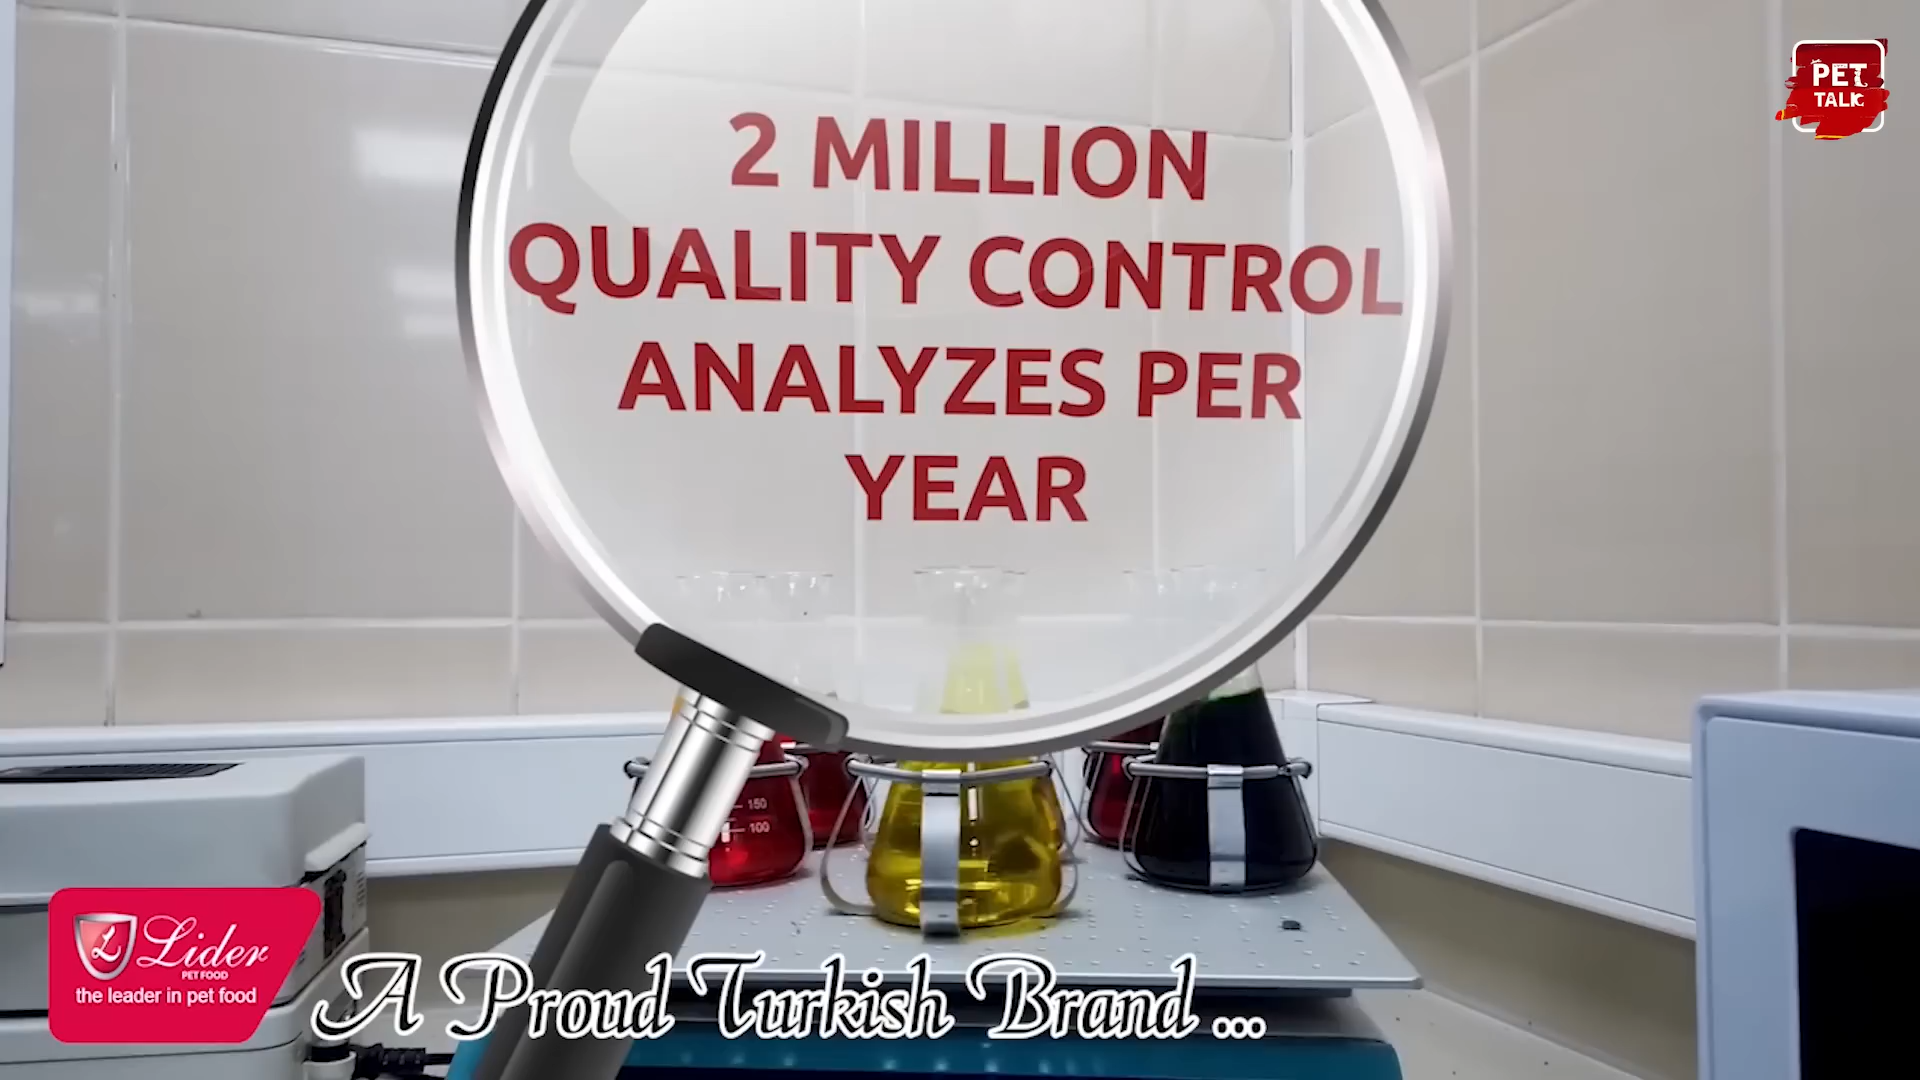 PET
TALK
2 MILLION
QUALITY CONTROL
ANALYZES PER
YEAR
150
100
L Lider
PET FOOD
the leader in pet food
A Proud Turkish Brand ...